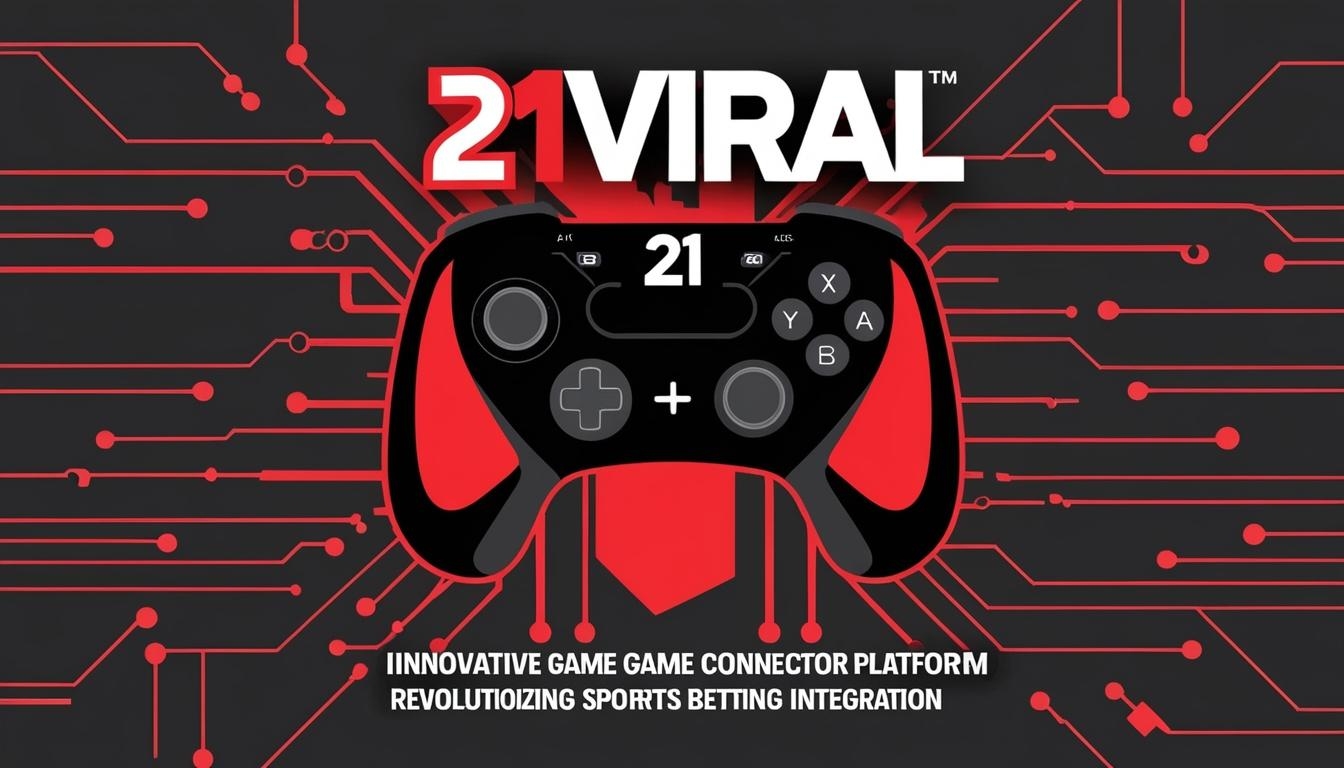 21VIRAL™
21
X
Y A
B
IINNOVATIVE GAME GAME CONNECTOR PLATFORM
REVOLUTIOIZING SPORTS BETTING INTEGRATION